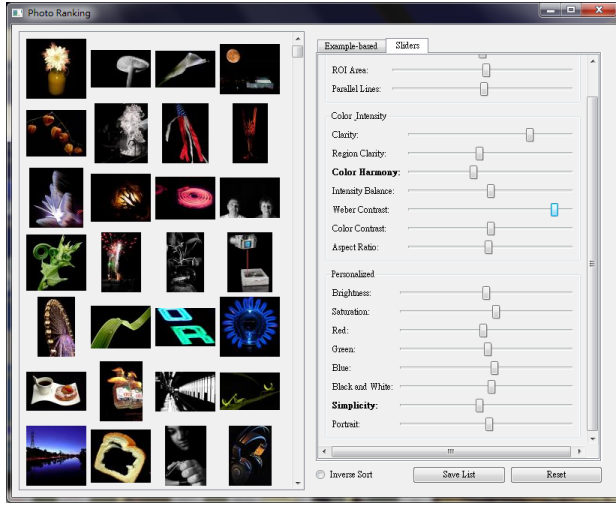 Photo Ranking
Example-based Sliders
ROI Area:
Parallel Lines:
Color_Intensity
Clarity:
Region Clarity:
Color Harmony:
Intensity Balance:
Weber Contrast:
Color Contrast:
Aspect Ratio:
Personalized
Brightness:
Saturation:
Red:
Green:
Blue:
Black and White:
Simplicity:
Portrait:
Inverse Sort Save List Reset